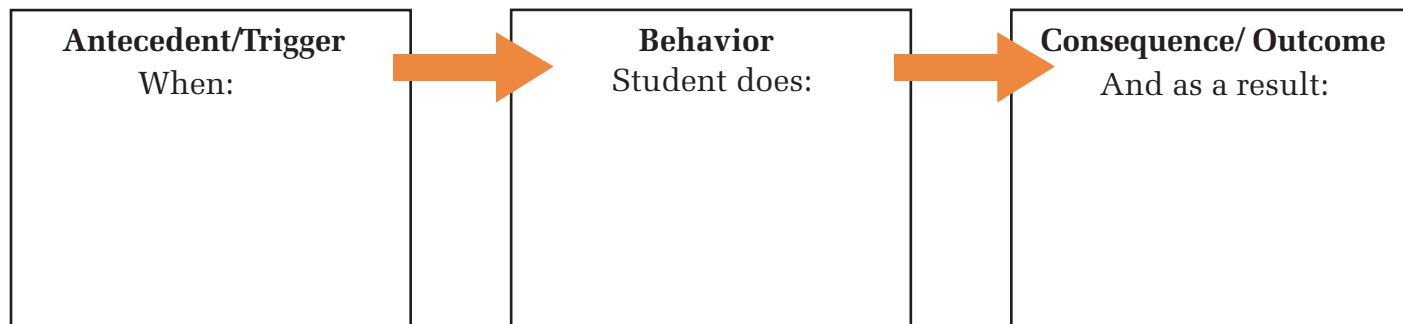 Antecedent/Trigger
When:
Behavior
Student does:
Consequence/ Outcome
And as a result: